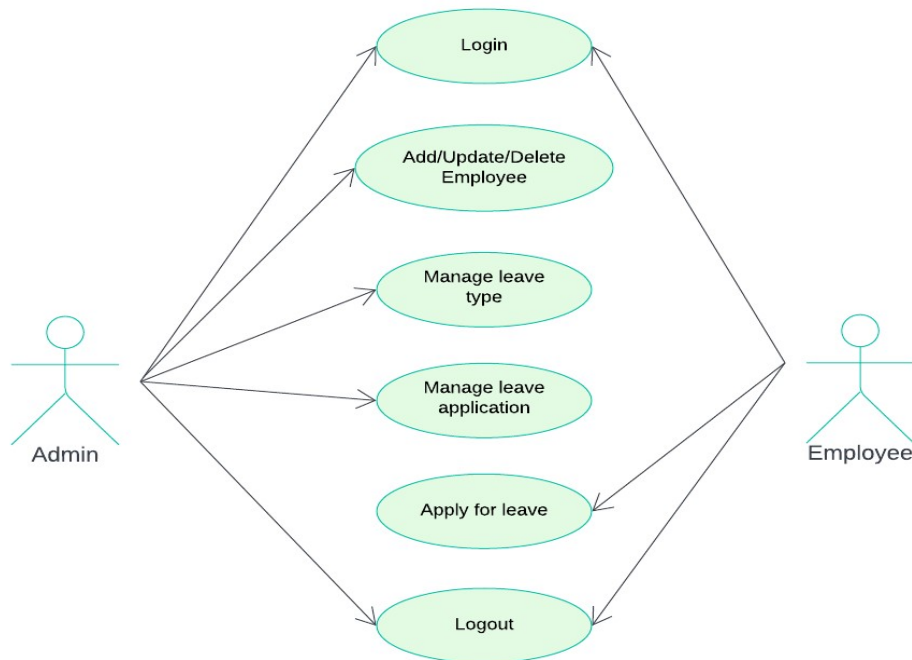 Login
Add/Update/Delete
Employee
Manage leave
type
Manage leave
application
Admin
Employee
Apply for leave
Logout